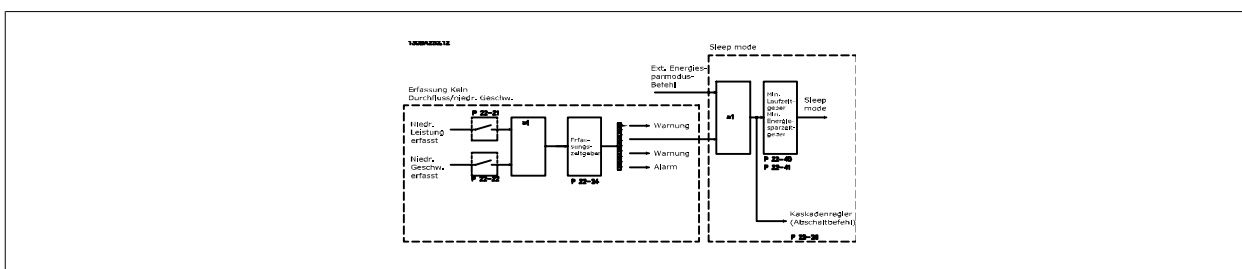 130BA252.12
Sleep mode
Ext. Energies-
parmodus-
Befehl
Erfassung Kein
Durchfluss/niedr. Geschw.
P 22-21
Niedr.
Leistung
erfasst
≥1
Erfas-
sungs-
zeitgeber
P 22-24
Niedr.
Geschw.
erfasst
P 22-22
Warnung
Warnung
Alarm
≥1
Min.
Laufzeit-
geber
Min.
Energie-
sparzeit-
geber
P 22-40
P 22-41
Sleep
mode
Kaskadenregler
(Abschaltbefehl)